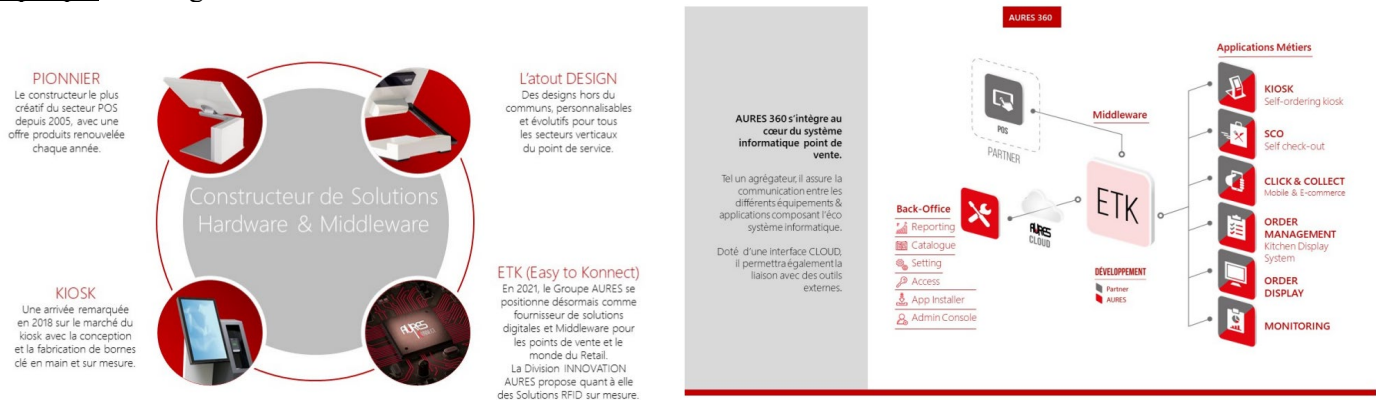 PIONNIER
Le constructeur le plus
créatif du secteur POS
depuis 2005, avec une
offre produits renouvelée
chaque année.
L'atout DESIGN
Des designs hors du
communs, personnalisables
et évolutifs pour tous
les secteurs verticaux
du point de service.
Constructeur de Solutions
Hardware & Middleware
KIOSK
Une arrivée remarquée
en 2018 sur le marché du
kiosk avec la conception
et la fabrication de bornes
clé en main et sur mesure.
AURES
ETK (Easy to Konnect)
En 2021, le Groupe AURES se
positionne désormais comme
fournisseur de solutions
digitales et Middleware pour
les points de vente et le
monde du Retail.
La Division INNOVATION
AURES propose quant à elle
des Solutions RFID sur mesure.
AURES 360
AURES 360 s'intègre au
cœur du système
informatique point de
vente.
Tel un agrégateur, il assure la
communication entre les
différents équipements &
applications composant l'éco
système informatique.
Doté d'une interface CLOUD,
il permettra également la
liaison avec des outils
externes.
POS
PARTNER
Middleware
ETK
Back-Office
Reporting
Catalogue
Setting
Access
App Installer
Admin Console
AURES
CLOUD
DÉVELOPPEMENT
Partner
AURES
Applications Métiers
KIOSK
Self-ordering kiosk
SCO
Self check-out
CLICK & COLLECT
Mobile & E-commerce
ORDER
MANAGEMENT
Kitchen Display
System
ORDER
DISPLAY
MONITORING